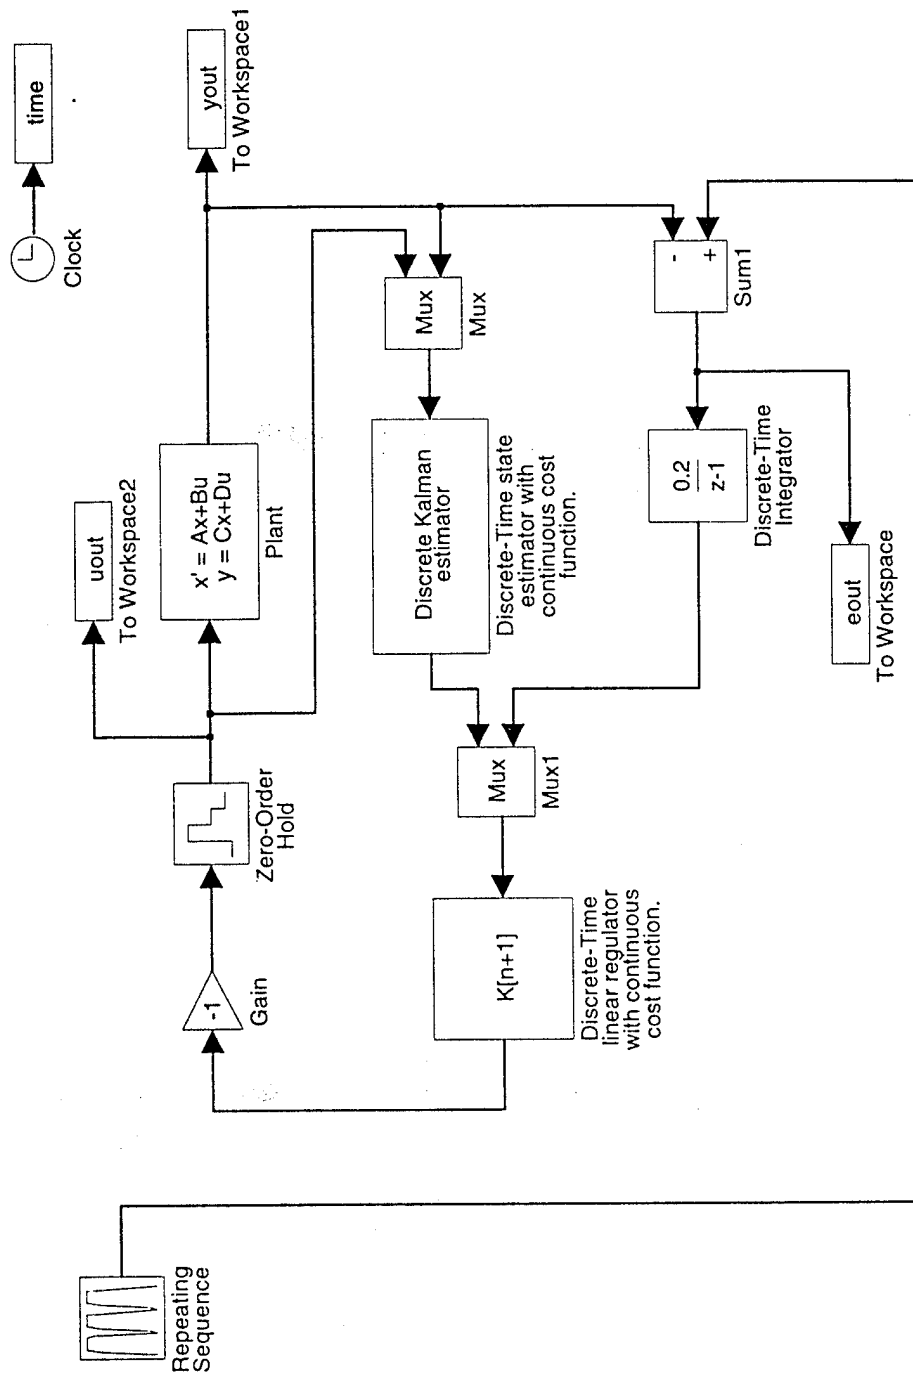 time
Clock
yout
To Workspace1
uout
To Workspace2
x' = Ax+Bu
y = Cx+Du
Plant
Zero-Order
Hold
-1
Gain
Repeating
Sequence
Mux
Mux
Discrete Kalman
estimator
Discrete-Time state
estimator with
continuous cost
function.
Mux
Mux1
K[n+1]
Discrete-Time
linear regulator
with continuous
cost function.
-
+
Sum1
0.2
z-1
Discrete-Time
Integrator
eout
To Workspace